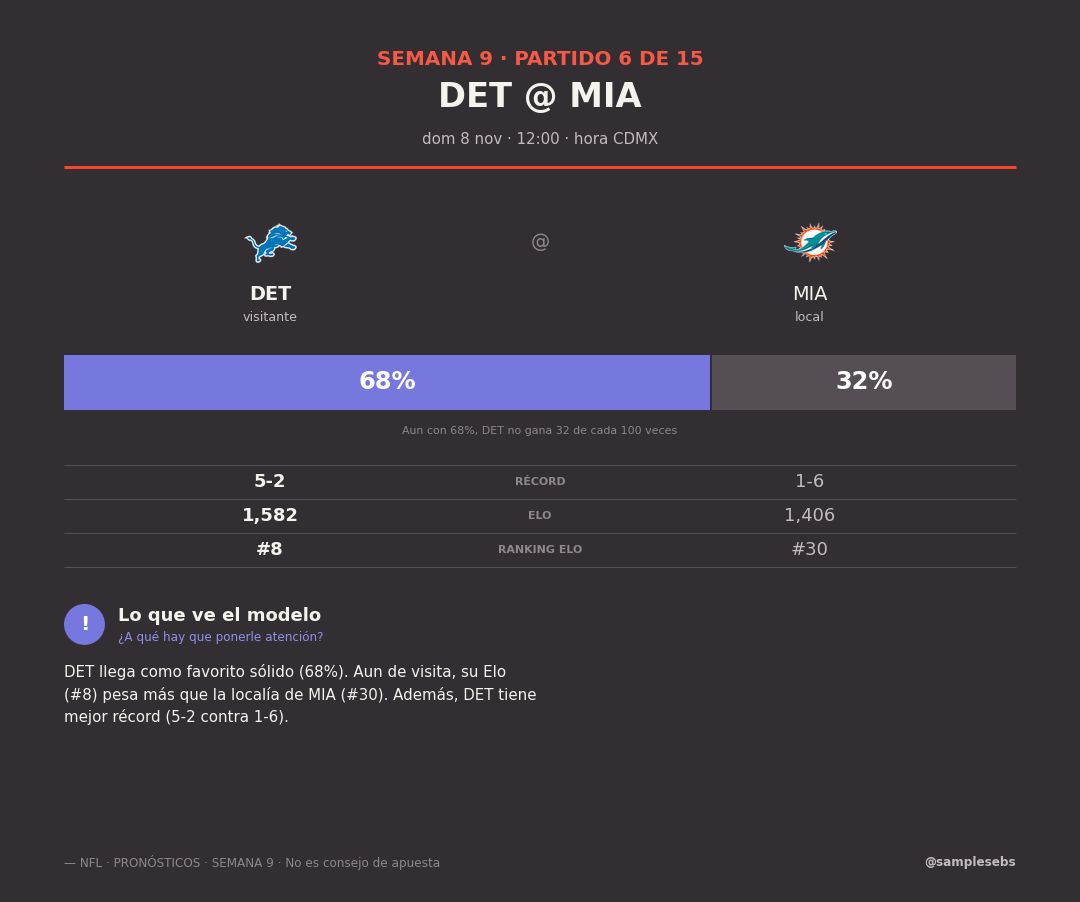 SEMANA 9 · PARTIDO 6 DE 15
DET @ MIA
dom 8 nov · 12:00 · hora CDMX
@
DET
visitante
MIA
local
68%
32%
Aun con 68%, DET no gana 32 de cada 100 veces
5-2 RÉCORD 1-6
1,582 ELO 1,406
#8 RANKING ELO #30
!
Lo que ve el modelo
¿A qué hay que ponerle atención?
DET llega como favorito sólido (68%). Aun de visita, su Elo
(#8) pesa más que la localía de MIA (#30). Además, DET tiene
mejor récord (5-2 contra 1-6).
— NFL · PRONÓSTICOS · SEMANA 9 · No es consejo de apuesta
@samplesebs